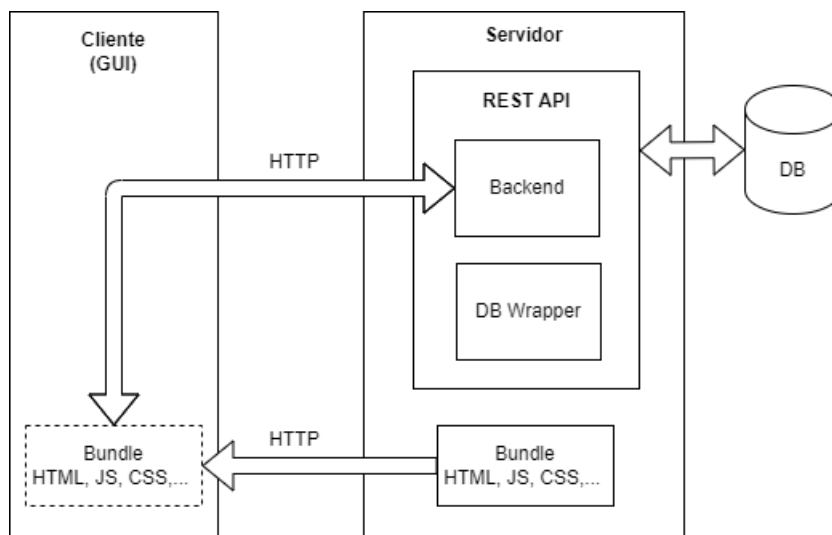 Cliente
(GUI)
Servidor
REST API
HTTP
Backend
DB
DB Wrapper
HTTP
Bundle
HTML, JS, CSS,...
Bundle
HTML, JS, CSS,...